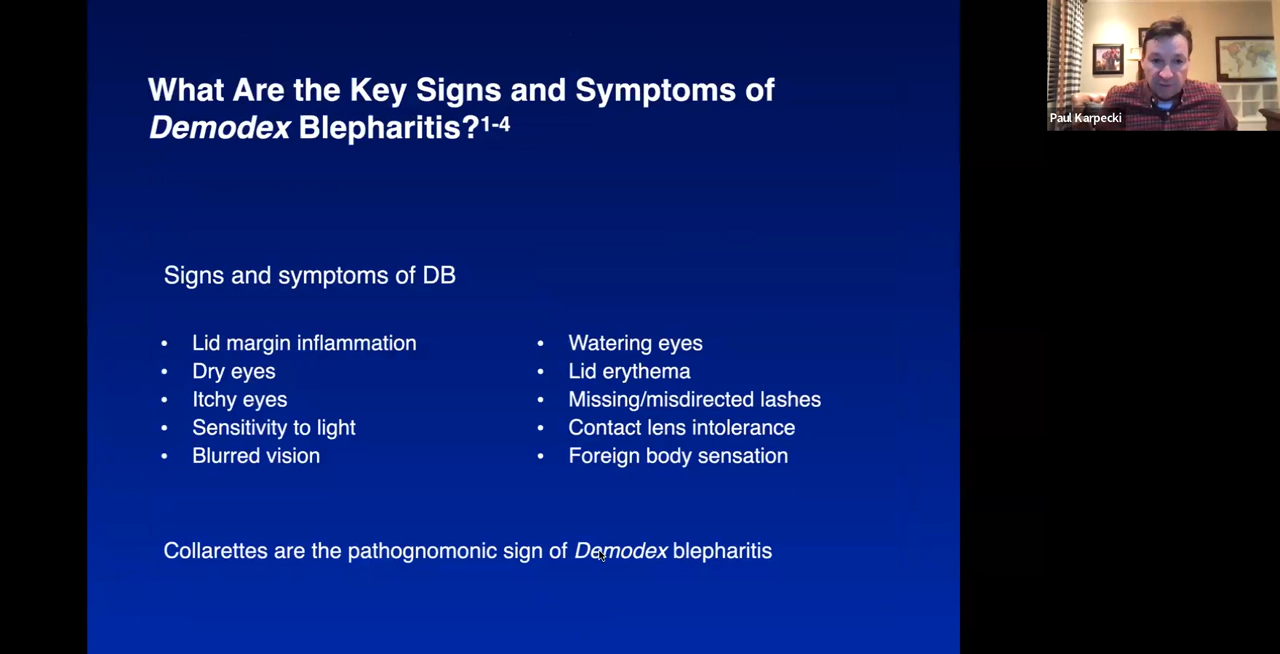 What Are the Key Signs and Symptoms of
Demodex Blepharitis?1-4
Paul Karpecki
Signs and symptoms of DB
• Lid margin inflammation
• Dry eyes
• Itchy eyes
• Sensitivity to light
• Blurred vision
• Watering eyes
• Lid erythema
• Missing/misdirected lashes
• Contact lens intolerance
• Foreign body sensation
Collarettes are the pathognomonic sign of Demodex blepharitis